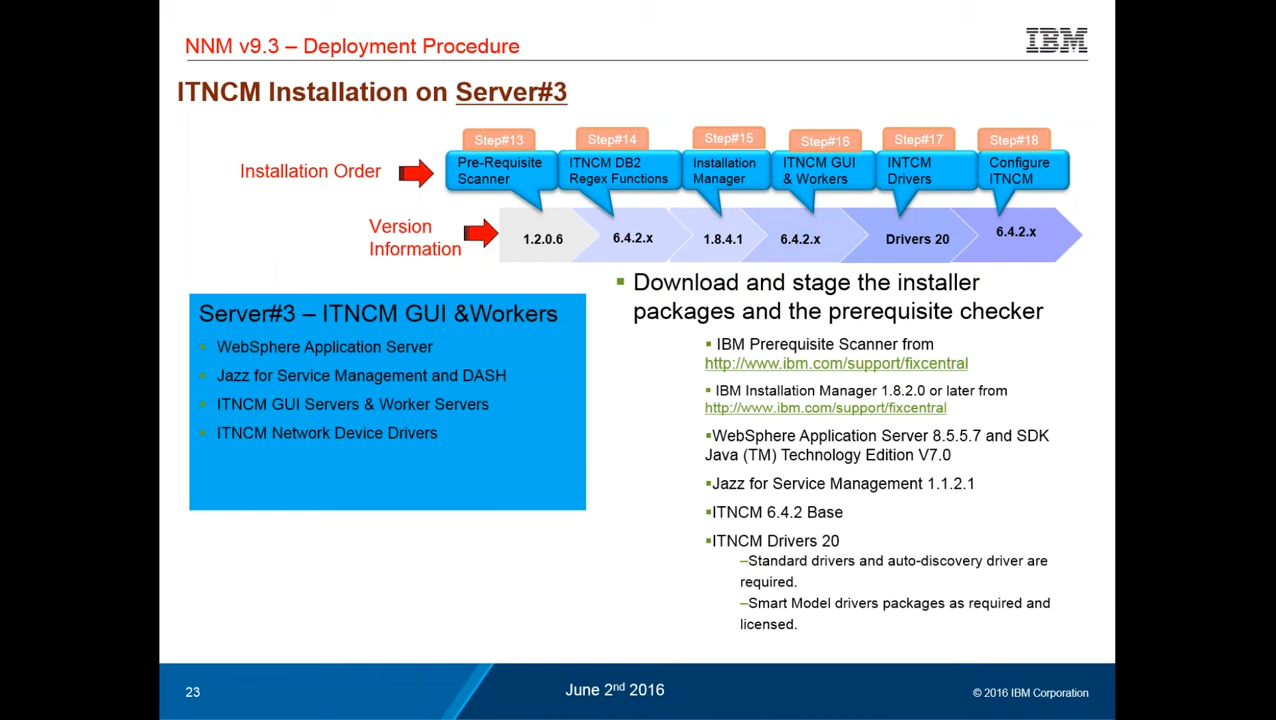 NNM v9.3 – Deployment Procedure
IBM
ITNCM Installation on Server#3
Installation Order
Step#13
Pre-Requisite
Scanner
Step#14
ITNCM DB2
Regex Functions
Step#15
Installation
Manager
Step#16
ITNCM GUI
& Workers
Step#17
INTCM
Drivers
Step#18
Configure
ITNCM
Version
Information
1.2.0.6
6.4.2.x
1.8.4.1
6.4.2.x
Drivers 20
6.4.2.x
Server#3 – ITNCM GUI &Workers
WebSphere Application Server
Jazz for Service Management and DASH
ITNCM GUI Servers & Worker Servers
ITNCM Network Device Drivers
Download and stage the installer
packages and the prerequisite checker
IBM Prerequisite Scanner from
http://www.ibm.com/support/fixcentral
IBM Installation Manager 1.8.2.0 or later from
http://www.ibm.com/support/fixcentral
WebSphere Application Server 8.5.5.7 and SDK
Java (TM) Technology Edition V7.0
Jazz for Service Management 1.1.2.1
ITNCM 6.4.2 Base
ITNCM Drivers 20
–Standard drivers and auto-discovery driver are
required.
–Smart Model drivers packages as required and
licensed.
23
June 2nd 2016
© 2016 IBM Corporation